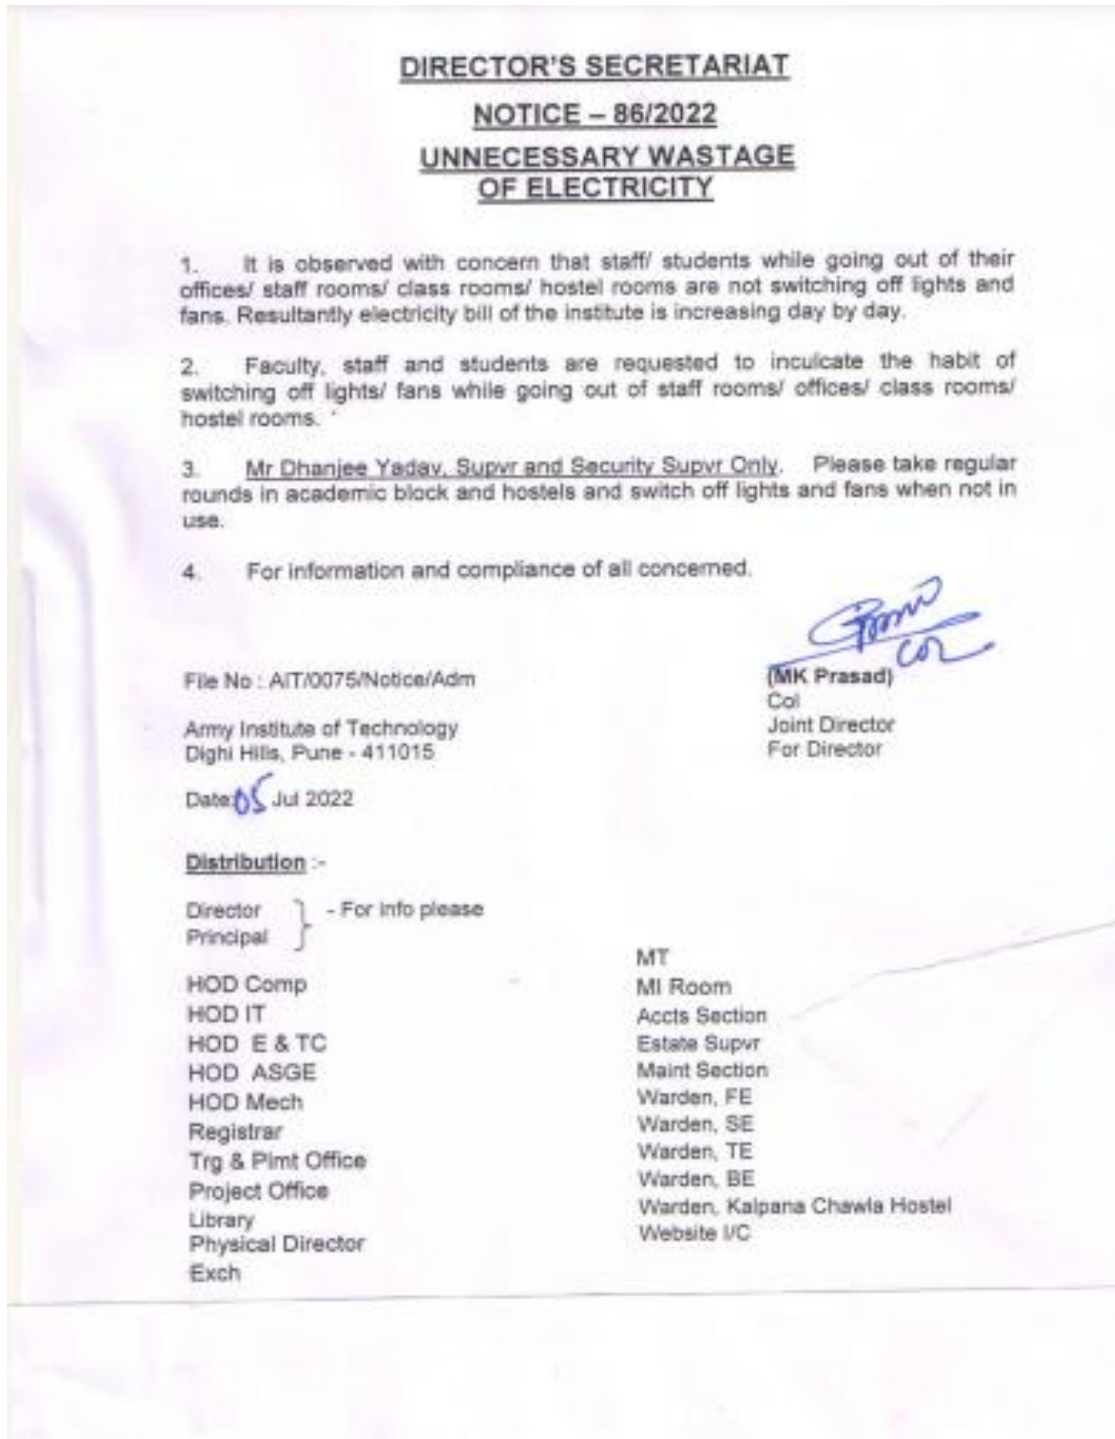 DIRECTOR'S SECRETARIAT
NOTICE – 86/2022
UNNECESSARY WASTAGE
OF ELECTRICITY
1. It is observed with concern that staff/ students while going out of their
offices/ staff rooms/ class rooms/ hostel rooms are not switching off lights and
fans. Resultantly electricity bill of the institute is increasing day by day.
2. Faculty, staff and students are requested to inculcate the habit of
switching off lights/ fans while going out of staff rooms/ offices/ class rooms/
hostel rooms.
3. Mr Dhanjee Yadav, Supvr and Security Supvr Only. Please take regular
rounds in academic block and hostels and switch off lights and fans when not in
use.
4. For information and compliance of all concerned.
Col
File No : AIT/0075/Notice/Adm
(MK Prasad)
Col
Joint Director
For Director
Army Institute of Technology
Dighi Hills, Pune - 411015
Date: 05 Jul 2022
Distribution :-
Director
Principal
- For info please
HOD Comp
HOD IT
HOD E & TC
HOD ASGE
HOD Mech
Registrar
Trg & Plmt Office
Project Office
Library
Physical Director
Exch
MT
MI Room
Accts Section
Estate Supvr
Maint Section
Warden, FE
Warden, SE
Warden, TE
Warden, BE
Warden, Kalpana Chawla Hostel
Website I/C